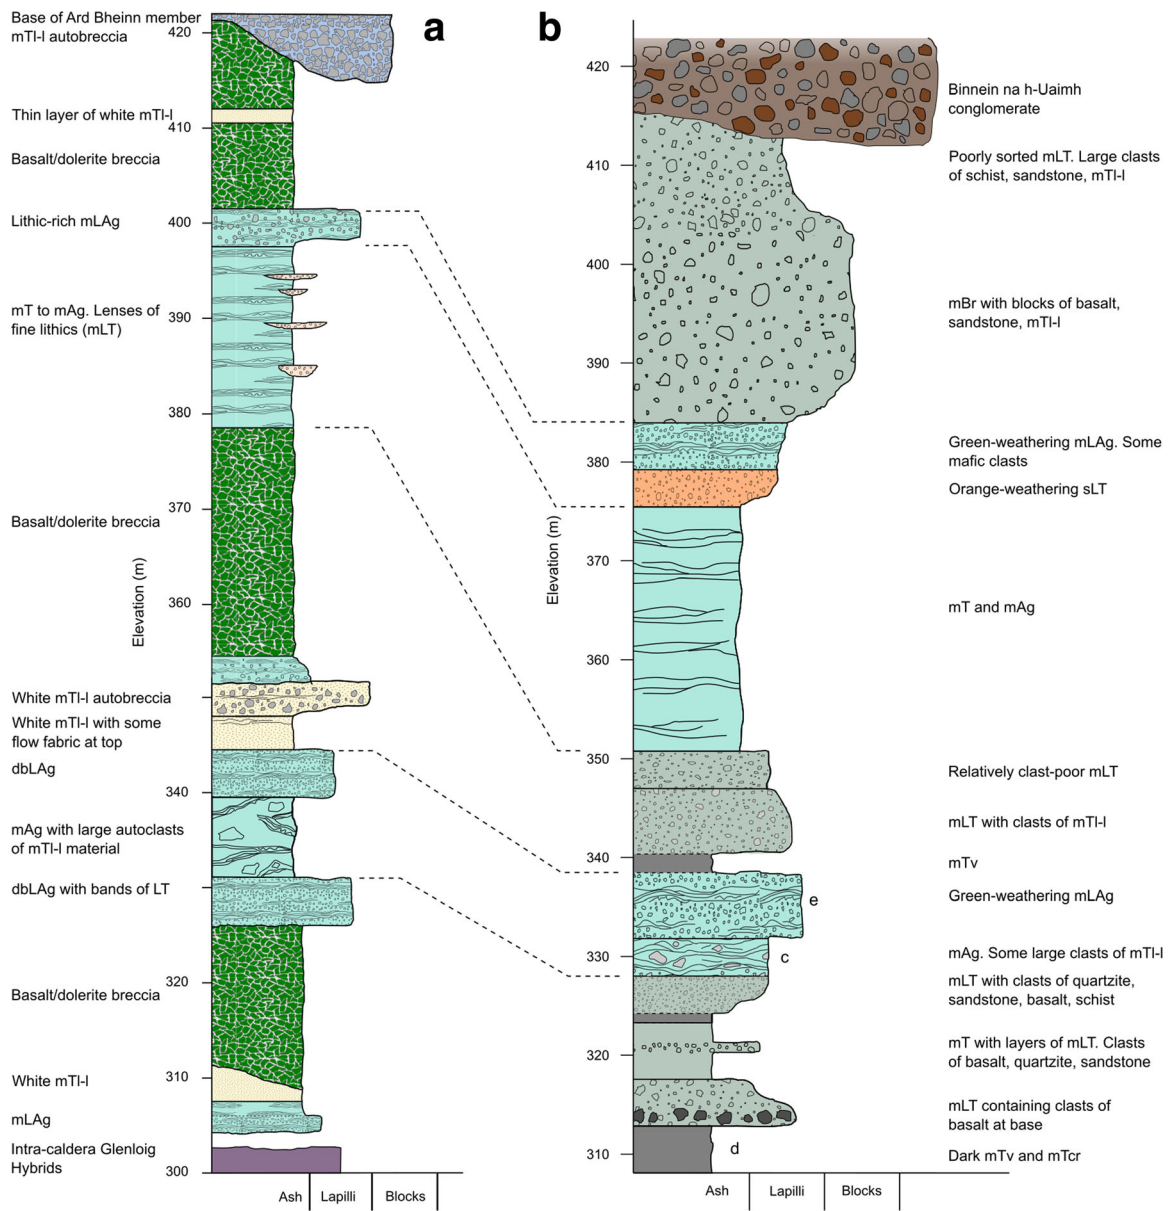 a
Base of Ard Bheinn member
mTl-l autobreccia
420
Thin layer of white mTl-l
410
Basalt/dolerite breccia
Lithic-rich mLAg
400
mT to mAg. Lenses of
fine lithics (mLT)
390
380
370
Basalt/dolerite breccia
Elevation (m)
360
White mTl-l autobreccia
White mTl-l with some
flow fabric at top
dbLAg
340
mAg with large autoclasts
of mTl-l material
dbLAg with bands of LT
320
Basalt/dolerite breccia
White mTl-l
310
mLAg
Intra-caldera Glenloig
Hybrids
300
Ash
Lapilli
Blocks
b
420
Binnein na h-Uaimh
conglomerate
410
Poorly sorted mLT. Large clasts
of schist, sandstone, mTl-l
400
mBr with blocks of basalt,
sandstone, mTl-l
390
Green-weathering mLAg. Some
mafic clasts
380
Orange-weathering sLT
370
Elevation (m)
mT and mAg
360
350
Relatively clast-poor mLT
mLT with clasts of mTl-l
340
mTv
e
Green-weathering mLAg
330
c
mAg. Some large clasts of mTl-l
mLT with clasts of quartzite,
sandstone, basalt, schist
320
mT with layers of mLT. Clasts
of basalt, quartzite, sandstone
mLT containing clasts of
basalt at base
310
d
Dark mTv and mTcr
Ash
Lapilli
Blocks